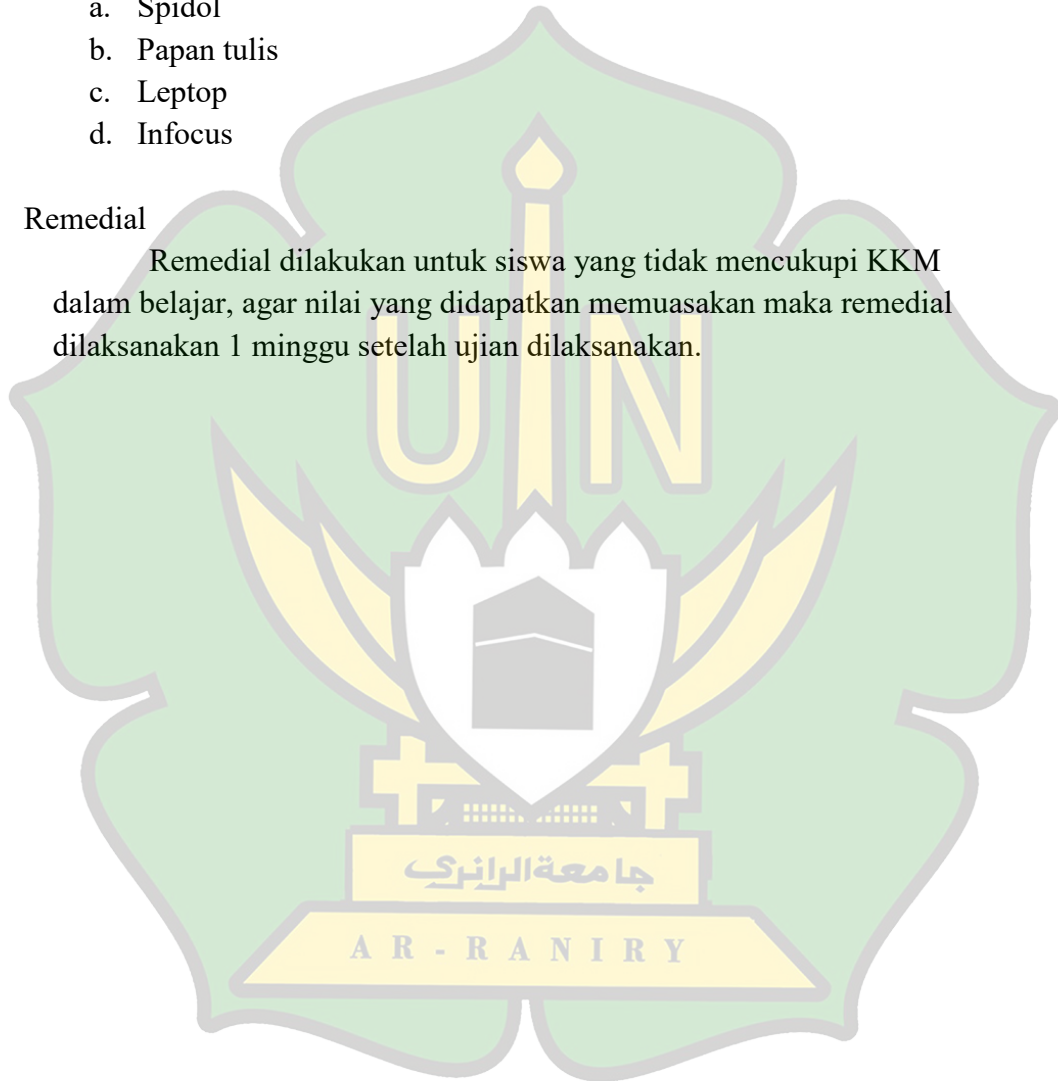 a. Spidol
b. Papan tulis
c. Leptop
d. Infocus
Remedial
Remedial dilakukan untuk siswa yang tidak mencukupi KKM
dalam belajar, agar nilai yang didapatkan memuasakan maka remedial
dilaksanakan 1 minggu setelah ujian dilaksanakan.
UIN
جامعة الرانري
AR-RANIRY